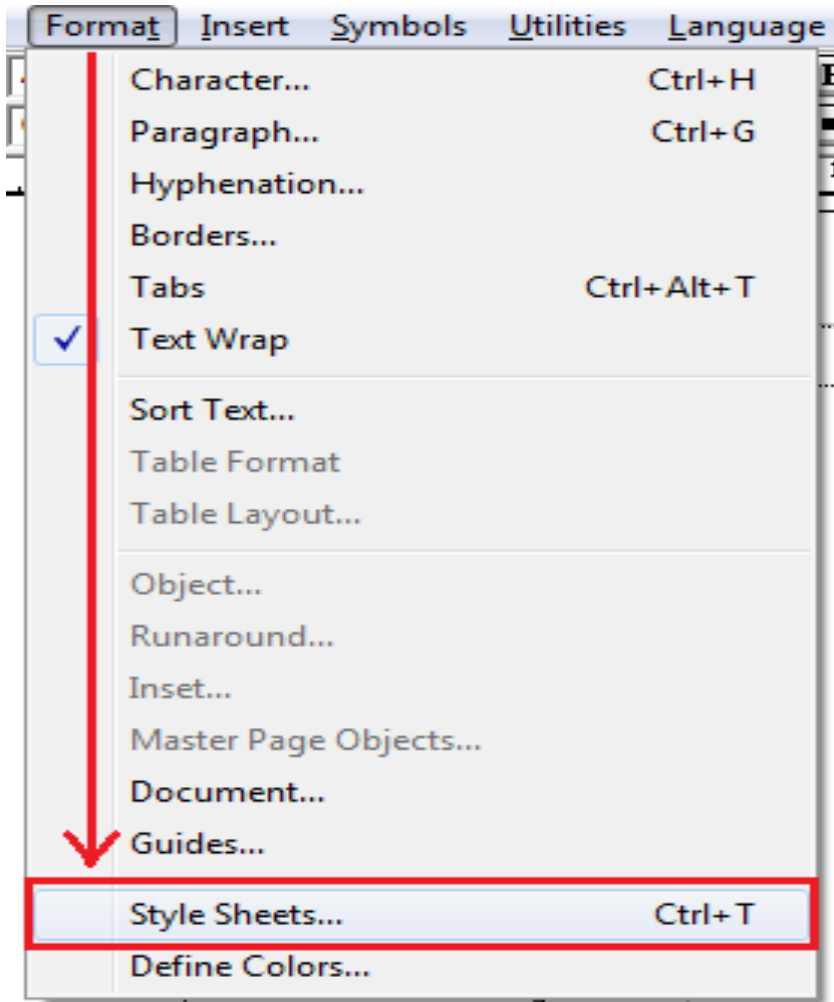 Format Insert Symbols Utilities Language
Character... Ctrl+H
Paragraph... Ctrl+G
Hyphenation...
Borders...
Tabs Ctrl+Alt+T
Text Wrap
Sort Text...
Table Format
Table Layout...
Object...
Runaround...
Inset...
Master Page Objects...
Document...
Guides...
Style Sheets... Ctrl+T
Define Colors...